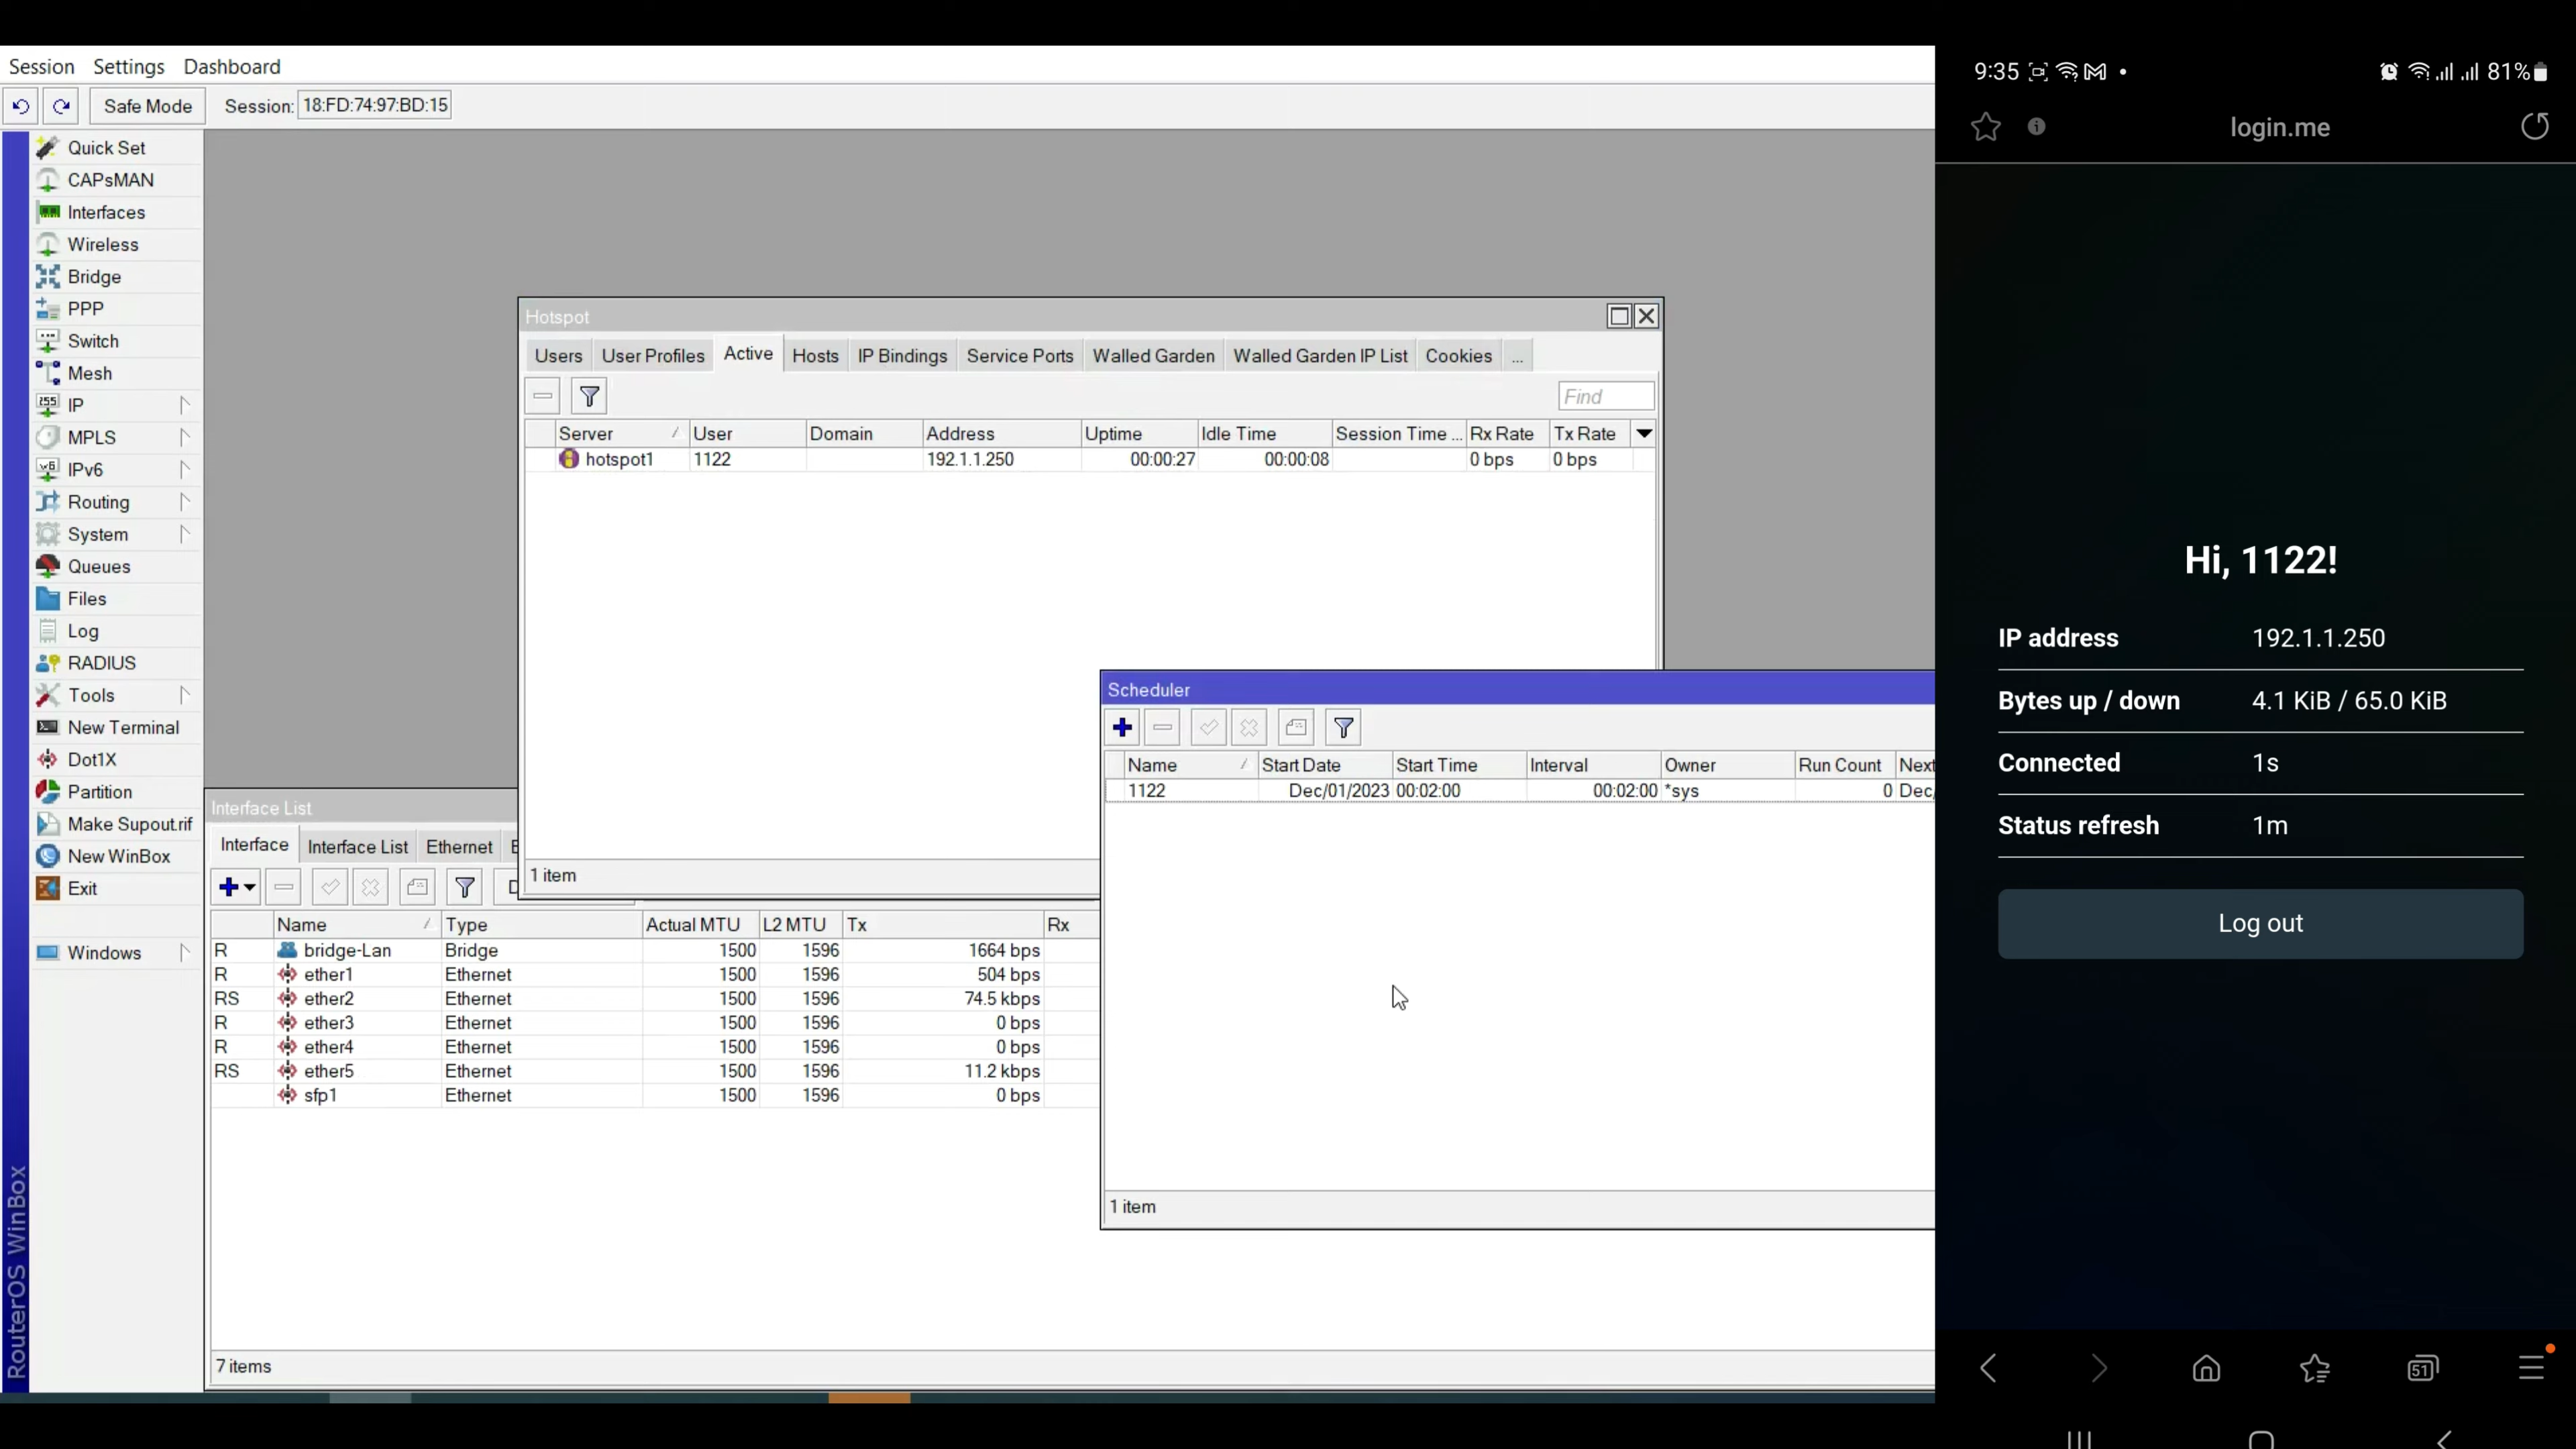 Session Settings Dashboard
Safe Mode Session: 18:FD:74:97:BD:15
Quick Set
CAPsMAN
Interfaces
Wireless
Bridge
PPP
Switch
Mesh
IP
MPLS
IPv6
Routing
System
Queues
Files
Log
RADIUS
Tools
New Terminal
Dot1X
Partition
Make Supout.rif
New WinBox
Exit
Windows
RouterOS WinBox
Hotspot
Users User Profiles Active Hosts IP Bindings Service Ports Walled Garden Walled Garden IP List Cookies ...
Find
Server User Domain Address Uptime Idle Time Session Time ... Rx Rate Tx Rate
hotspot1 1122 192.1.1.250 00:00:27 00:00:08 0 bps 0 bps
1 item
Scheduler
Name Start Date Start Time Interval Owner Run Count Next
1122 Dec/01/2023 00:02:00 00:02:00 *sys 0 Dec/
1 item
Interface List
Interface Interface List Ethernet
Name Type Actual MTU L2 MTU Tx Rx
R bridge-Lan Bridge 1500 1596 1664 bps
R ether1 Ethernet 1500 1596 504 bps
RS ether2 Ethernet 1500 1596 74.5 kbps
R ether3 Ethernet 1500 1596 0 bps
R ether4 Ethernet 1500 1596 0 bps
RS ether5 Ethernet 1500 1596 11.2 kbps
sfp1 Ethernet 1500 1596 0 bps
7 items
9:35 81%
login.me
Hi, 1122!
IP address 192.1.1.250
Bytes up / down 4.1 KiB / 65.0 KiB
Connected 1s
Status refresh 1m
Log out
51